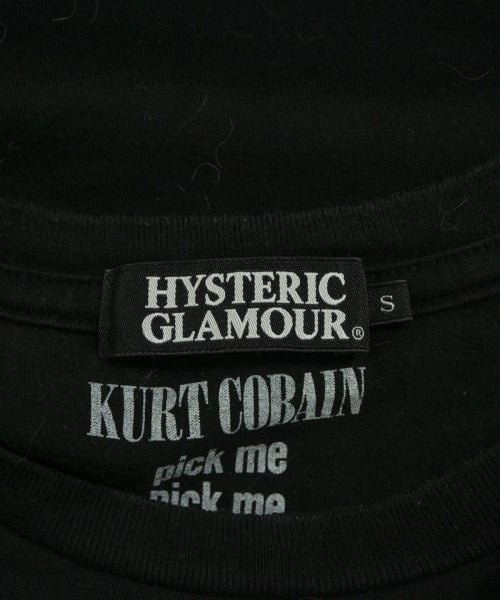 HYSTERIC
GLAMOUR®
S
KURT COBAIN
pick me
pick me